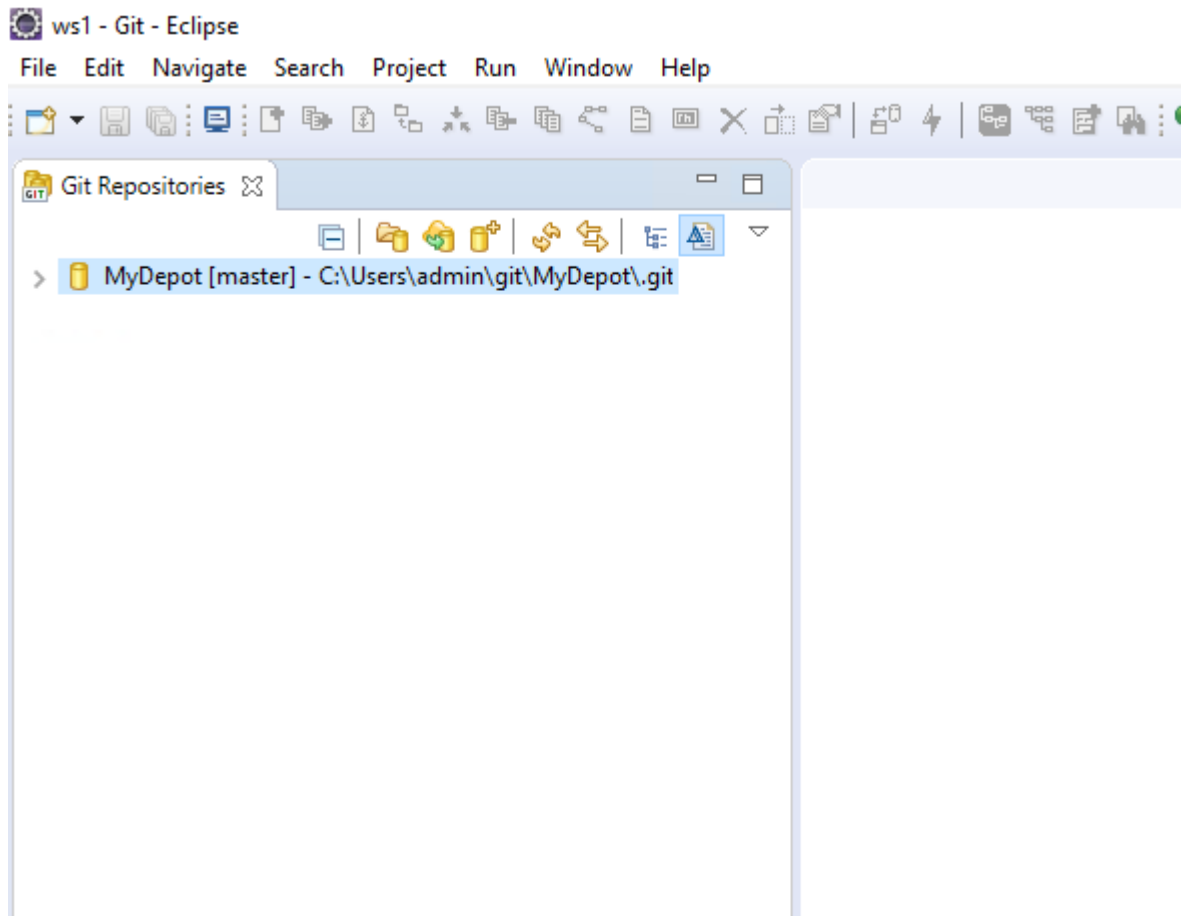 ws1 - Git - Eclipse
File Edit Navigate Search Project Run Window Help
GIT Git Repositories
MyDepot [master] - C:\Users\admin\git\MyDepot\.git